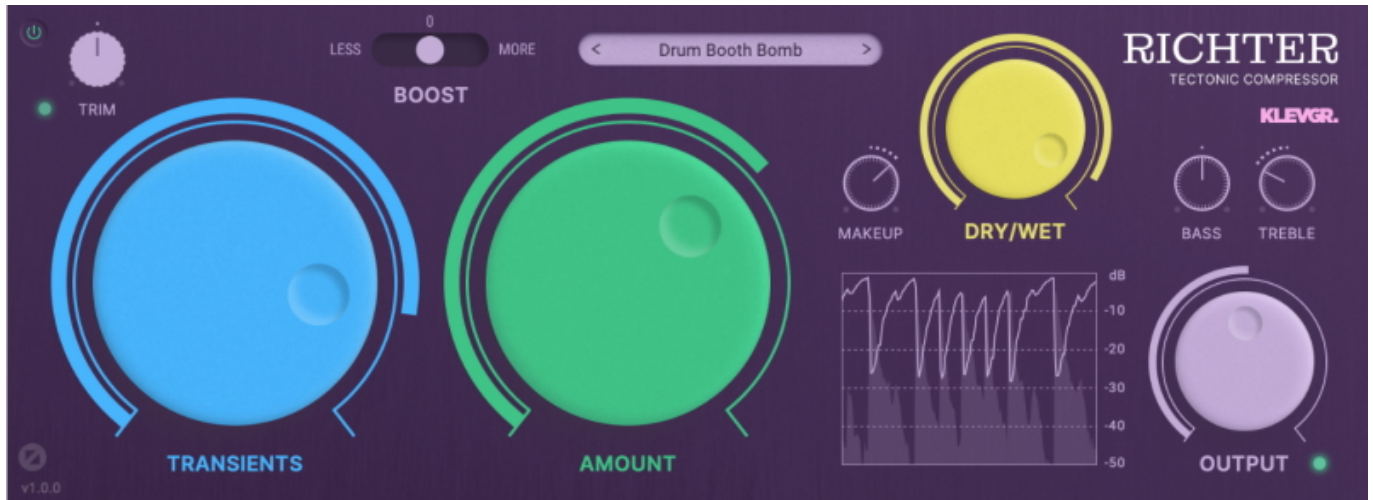 TRIM
0
LESS
MORE
BOOST
< Drum Booth Bomb >
RICHTER
TECTONIC COMPRESSOR
KLEVGR.
MAKEUP
DRY/WET
BASS
TREBLE
dB
-10
-20
-30
-40
-50
TRANSIENTS
AMOUNT
OUTPUT
v1.0.0